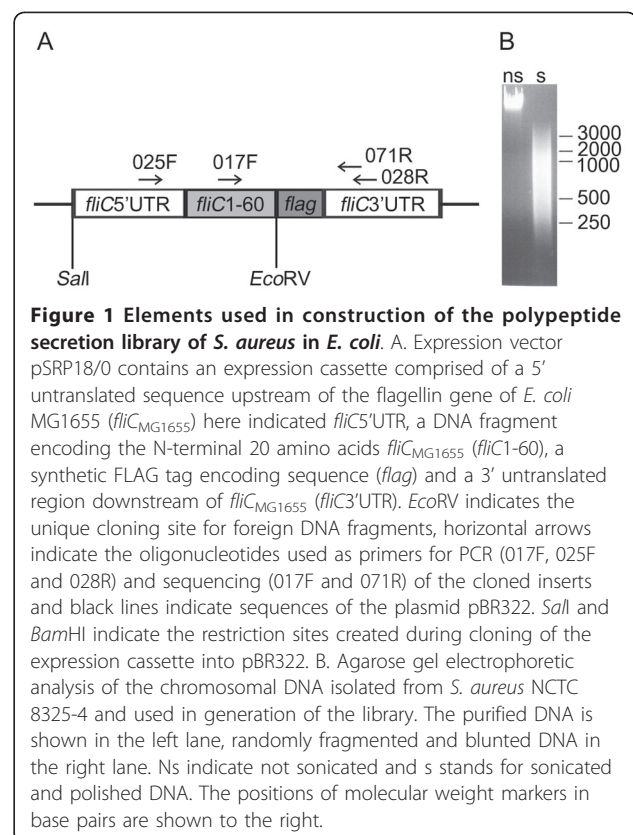 A
B
ns s
025F 017F 071R
028R
fliC5'UTR fliC1-60 flag fliC3'UTR
SalI EcoRV
3000
2000
1000
500
250
Figure 1 Elements used in construction of the polypeptide
secretion library of S. aureus in E. coli. A. Expression vector
pSRP18/0 contains an expression cassette comprised of a 5'
untranslated sequence upstream of the flagellin gene of E. coli
MG1655 (fliCMG1655) here indicated fliC5'UTR, a DNA fragment
encoding the N-terminal 20 amino acids fliCMG1655 (fliC1-60), a
synthetic FLAG tag encoding sequence (flag) and a 3' untranslated
region downstream of fliCMG1655 (fliC3'UTR). EcoRV indicates the
unique cloning site for foreign DNA fragments, horizontal arrows
indicate the oligonucleotides used as primers for PCR (017F, 025F
and 028R) and sequencing (017F and 071R) of the cloned inserts
and black lines indicate sequences of the plasmid pBR322. SalI and
BamHI indicate the restriction sites created during cloning of the
expression cassette into pBR322. B. Agarose gel electrophoretic
analysis of the chromosomal DNA isolated from S. aureus NCTC
8325-4 and used in generation of the library. The purified DNA is
shown in the left lane, randomly fragmented and blunted DNA in
the right lane. Ns indicate not sonicated and s stands for sonicated
and polished DNA. The positions of molecular weight markers in
base pairs are shown to the right.